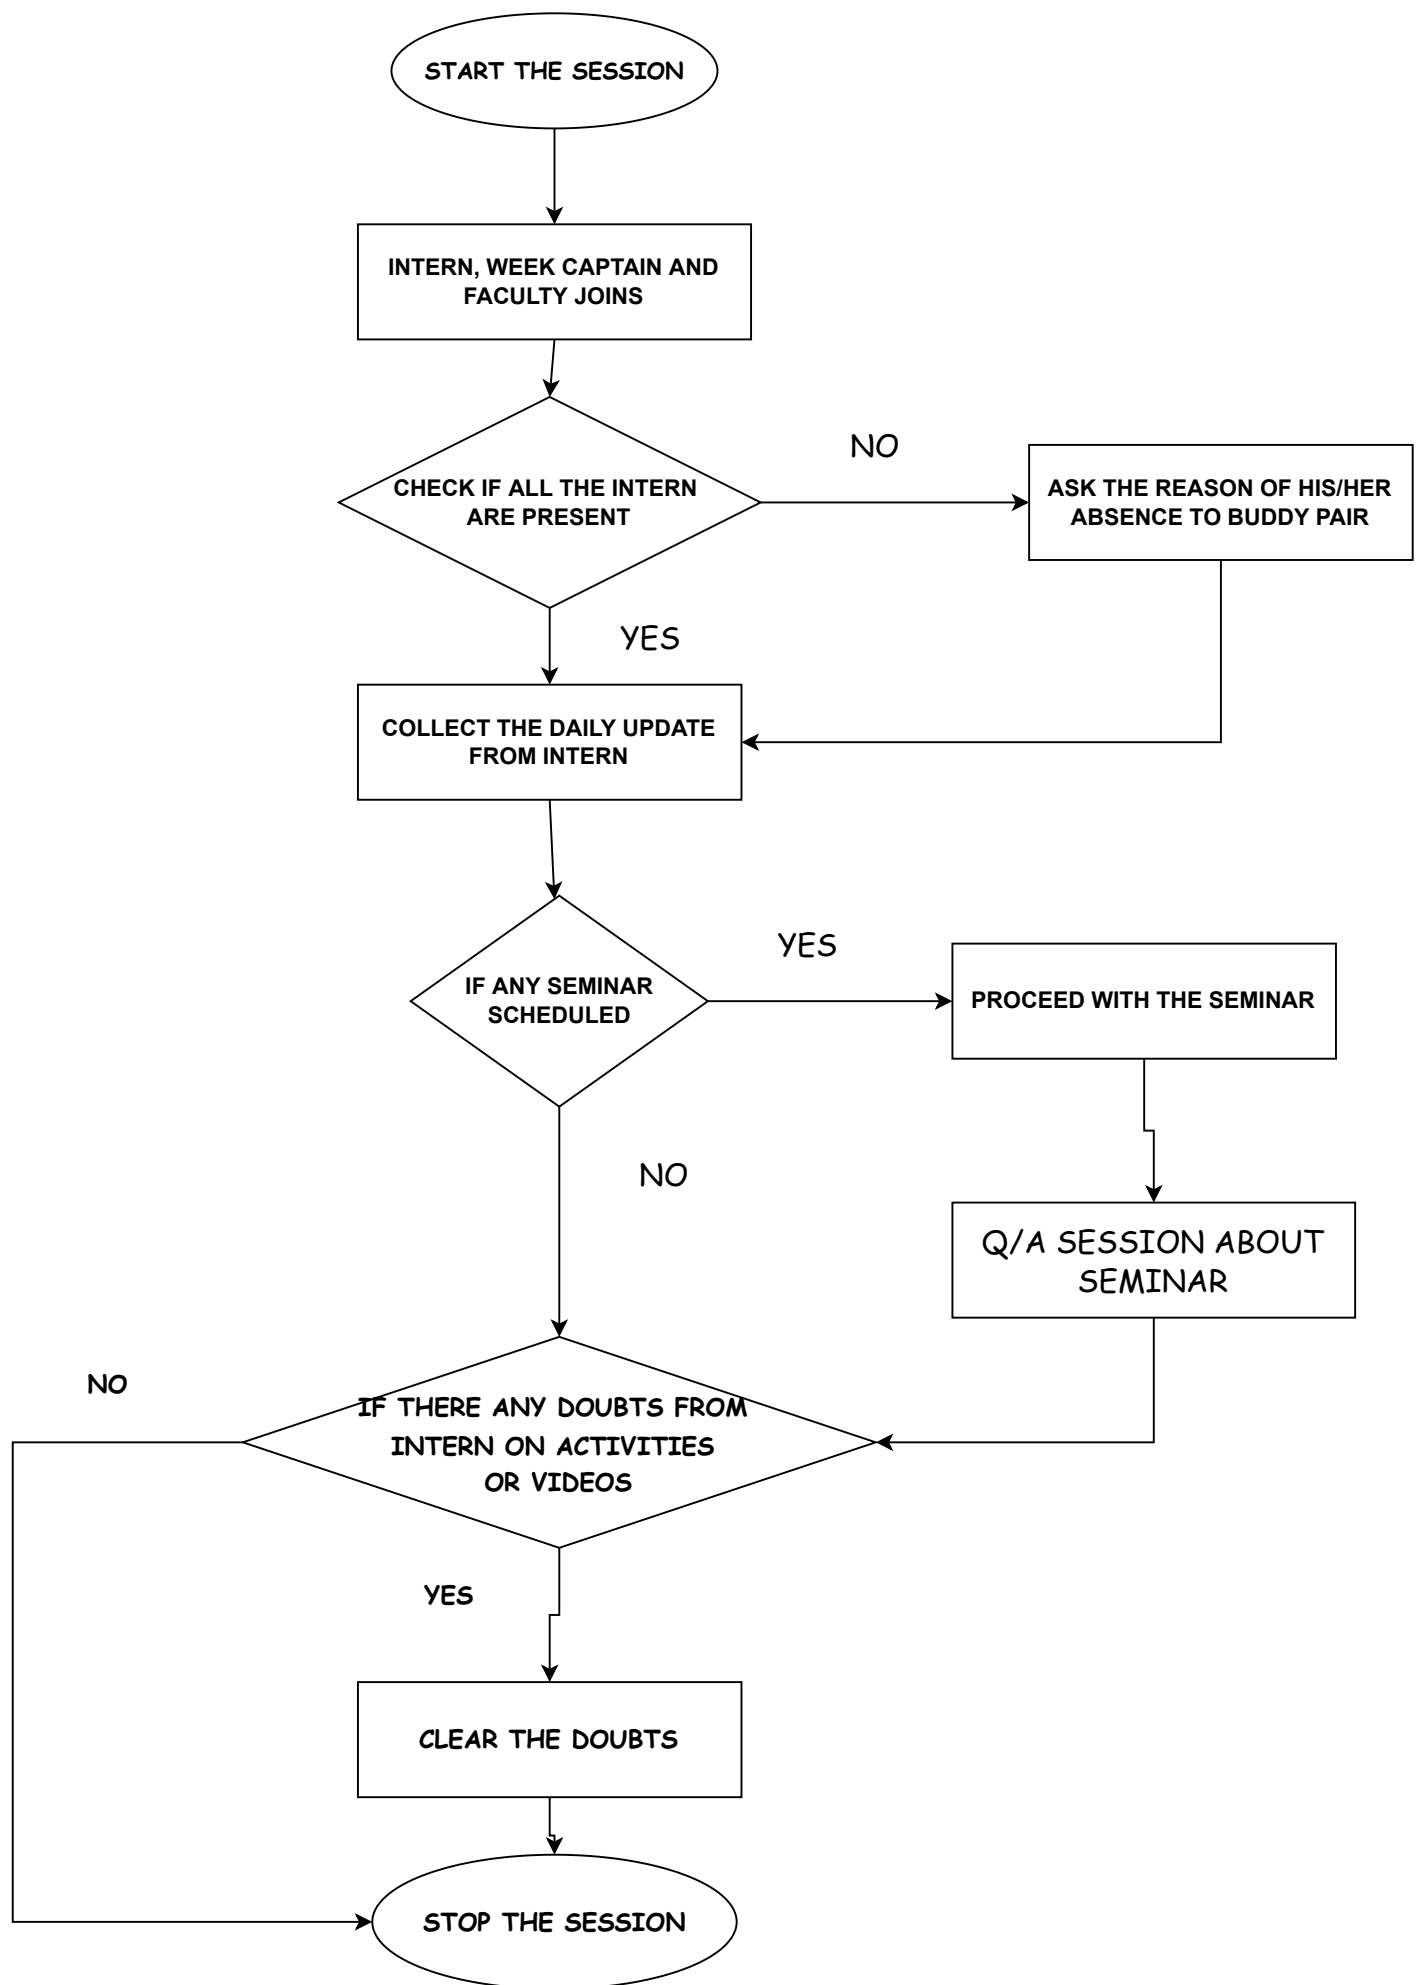 START THE SESSION
INTERN, WEEK CAPTAIN AND
FACULTY JOINS
CHECK IF ALL THE INTERN
ARE PRESENT
NO
ASK THE REASON OF HIS/HER
ABSENCE TO BUDDY PAIR
YES
COLLECT THE DAILY UPDATE
FROM INTERN
IF ANY SEMINAR
SCHEDULED
YES
PROCEED WITH THE SEMINAR
NO
Q/A SESSION ABOUT
SEMINAR
NO
IF THERE ANY DOUBTS FROM
INTERN ON ACTIVITIES
OR VIDEOS
YES
CLEAR THE DOUBTS
STOP THE SESSION